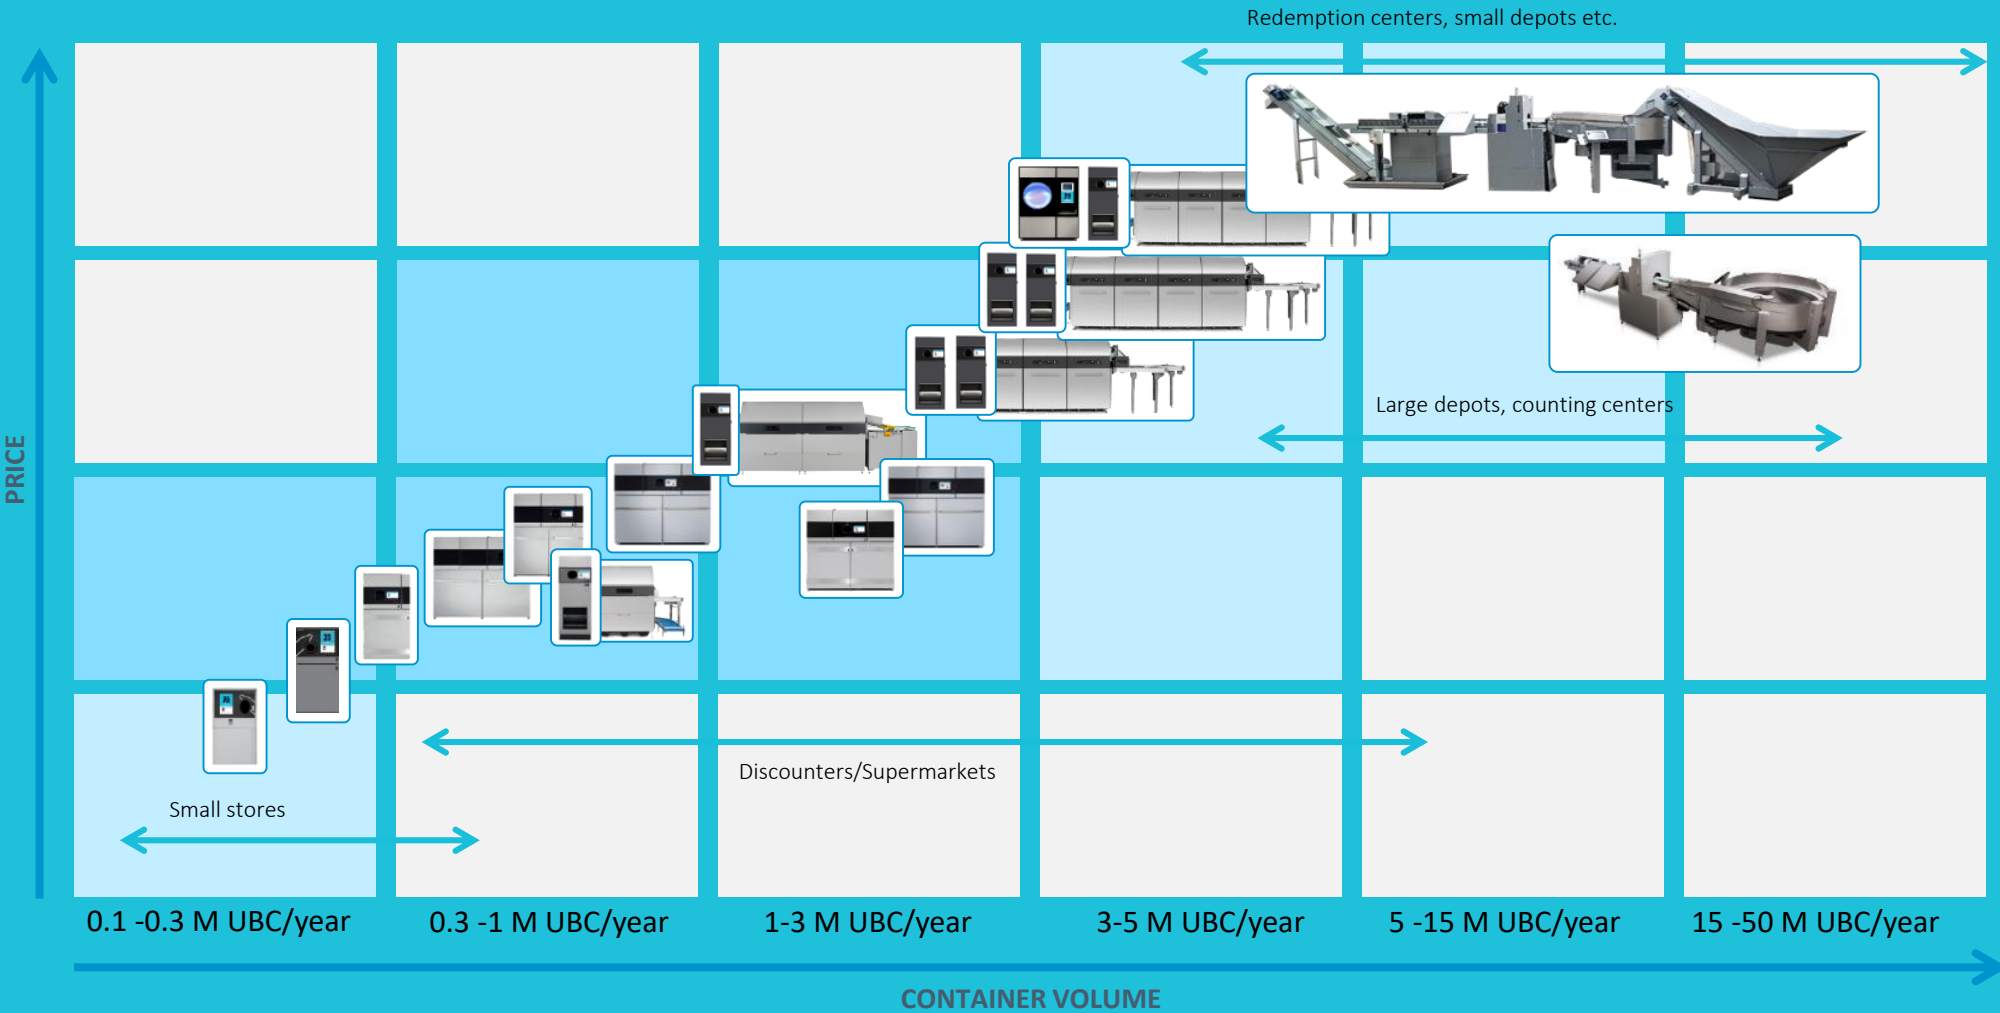 Redemption centers, small depots etc.
PRICE
Large depots, counting centers
Discounters/Supermarkets
Small stores
0.1 -0.3 M UBC/year
0.3 -1 M UBC/year
1-3 M UBC/year
3-5 M UBC/year
5 -15 M UBC/year
15 -50 M UBC/year
CONTAINER VOLUME